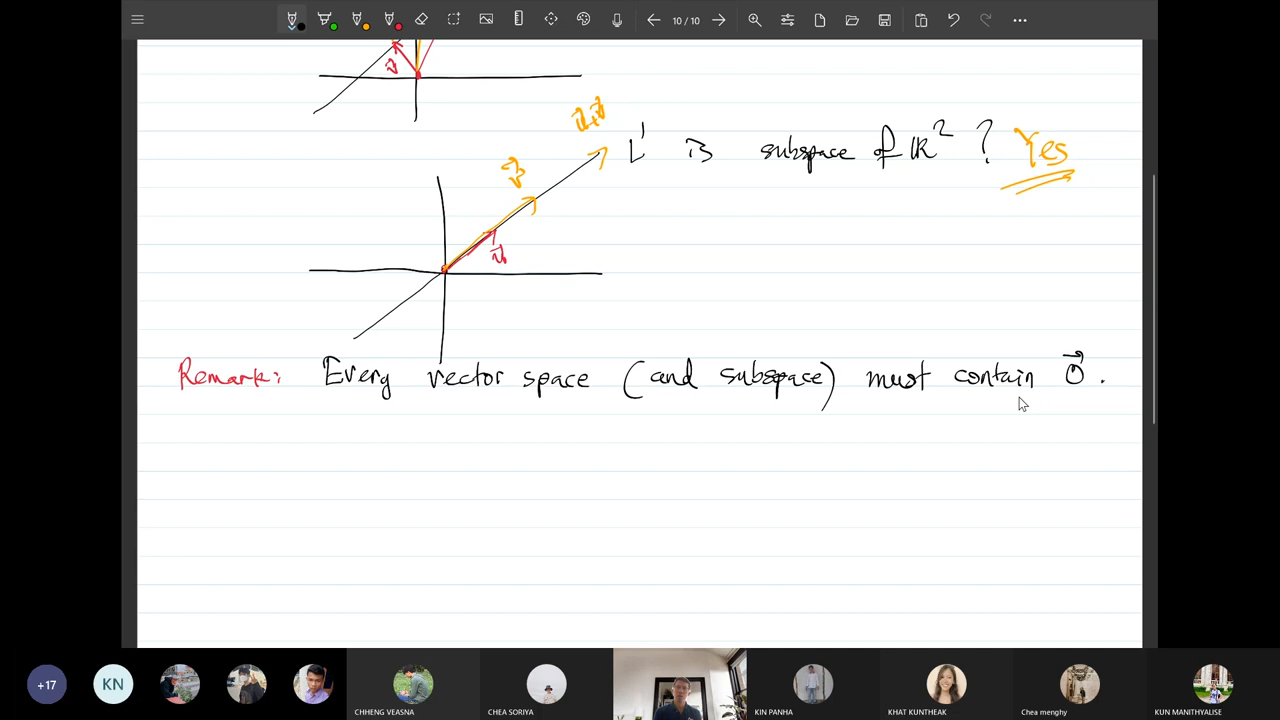 10 / 10
L' is subspace of ℝ² ? Yes
Remark: Every vector space (and subspace) must contain 0⃗ .
+17
KN
CHHENG VEASNA
CHEA SORIYA
KIN PANHA
KHAT KUNTHEAK
Chea menghy
KUN MANITHYALISE